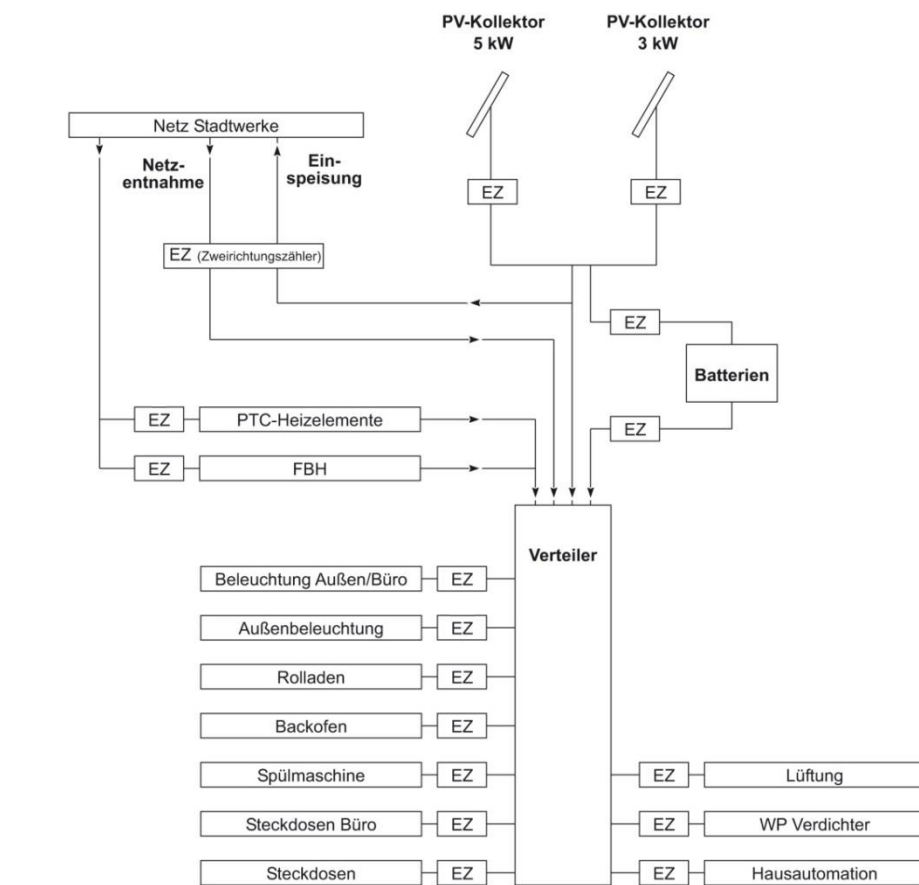 PV-Kollektor
5 kW
PV-Kollektor
3 kW
Netz Stadtwerke
Netz-
entnahme
Ein-
speisung
EZ
EZ
EZ (Zweirichtungszähler)
EZ
Batterien
EZ PTC-Heizelemente
EZ
EZ FBH
Verteiler
Beleuchtung Außen/Büro EZ
Außenbeleuchtung EZ
Rolladen EZ
Backofen EZ
Spülmaschine EZ
EZ Lüftung
Steckdosen Büro EZ
EZ WP Verdichter
Steckdosen EZ
EZ Hausautomation